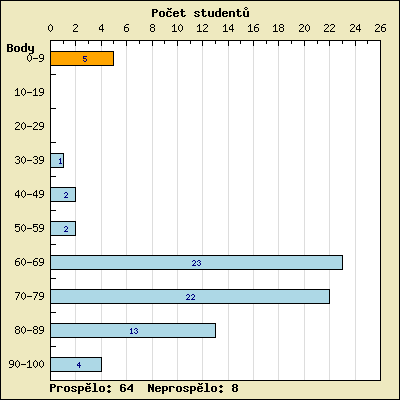 Počet studentů
0 2 4 6 8 10 12 14 16 18 20 22 24 26
Body
0-9 5
10-19
20-29
30-39 1
40-49 2
50-59 2
60-69 23
70-79 22
80-89 13
90-100 4
Prospělo: 64 Neprospělo: 8